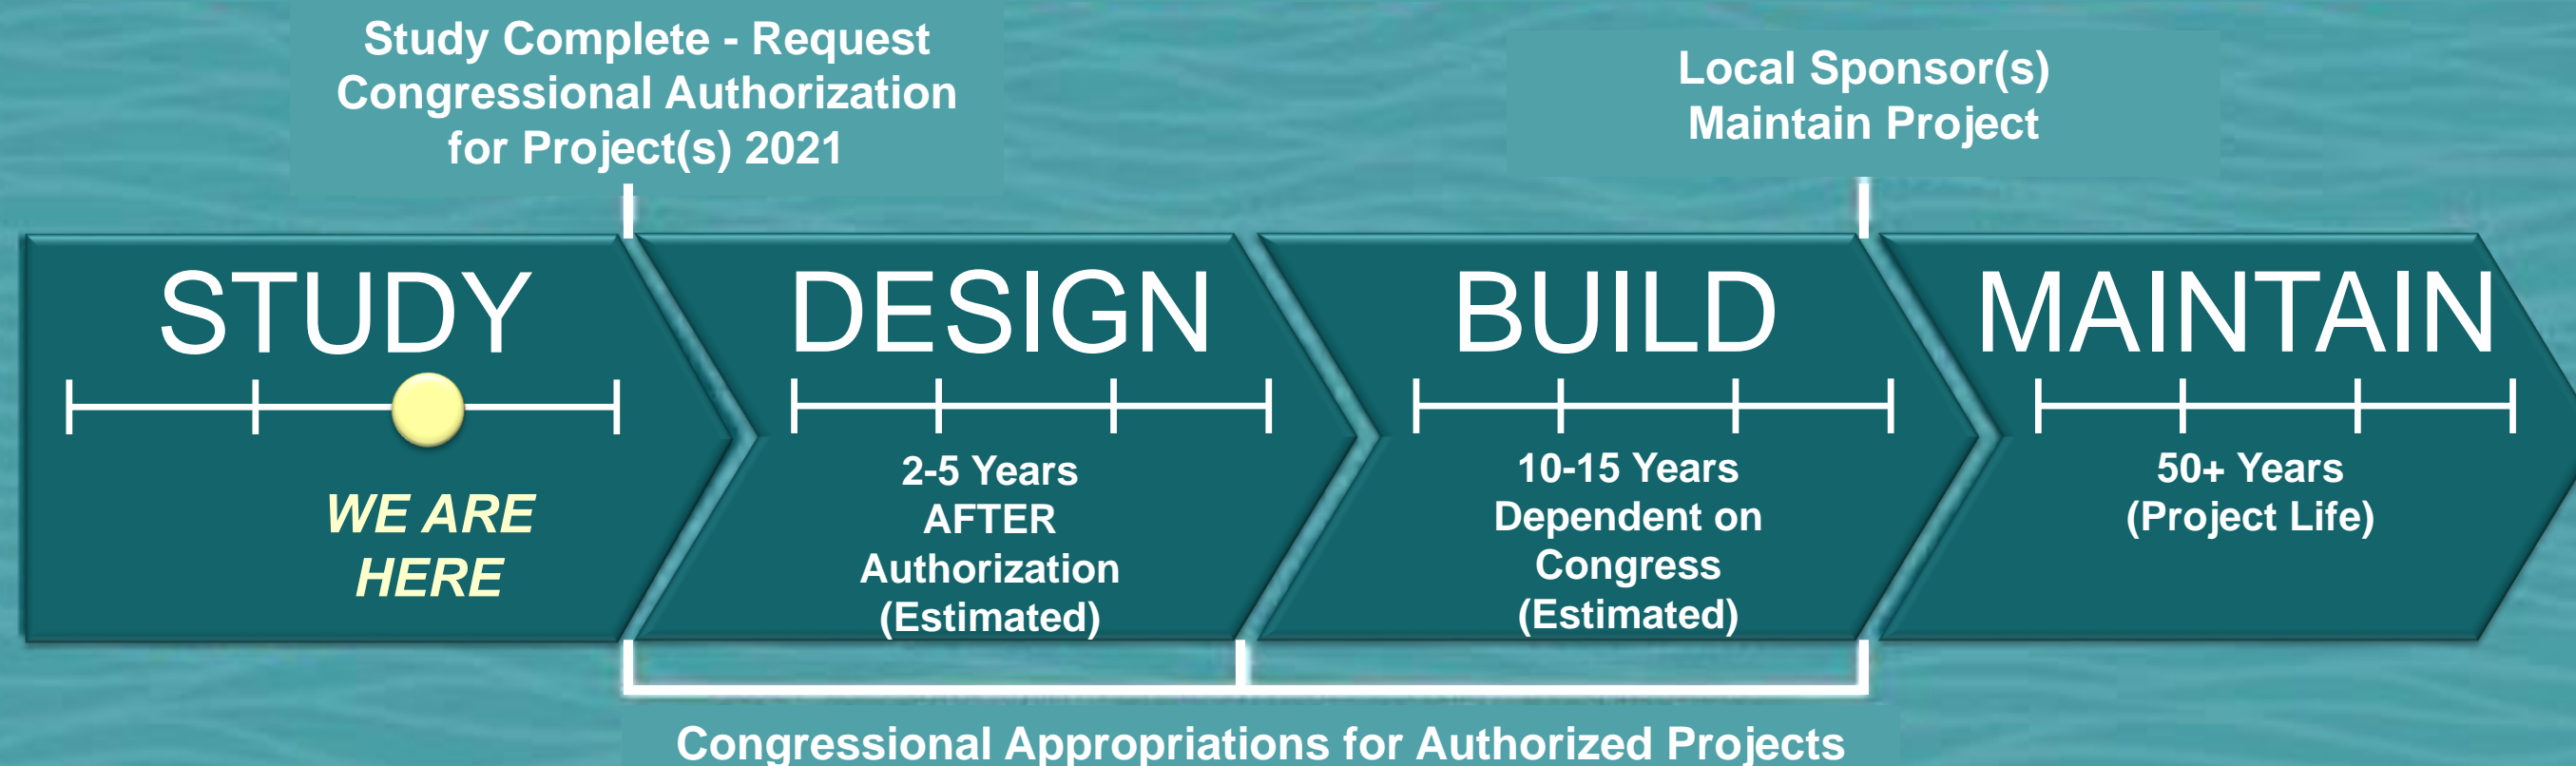 Study Complete - Request
Congressional Authorization
for Project(s) 2021
Local Sponsor(s)
Maintain Project
STUDY
WE ARE
HERE
DESIGN
2-5 Years
AFTER
Authorization
(Estimated)
BUILD
10-15 Years
Dependent on
Congress
(Estimated)
MAINTAIN
50+ Years
(Project Life)
Congressional Appropriations for Authorized Projects